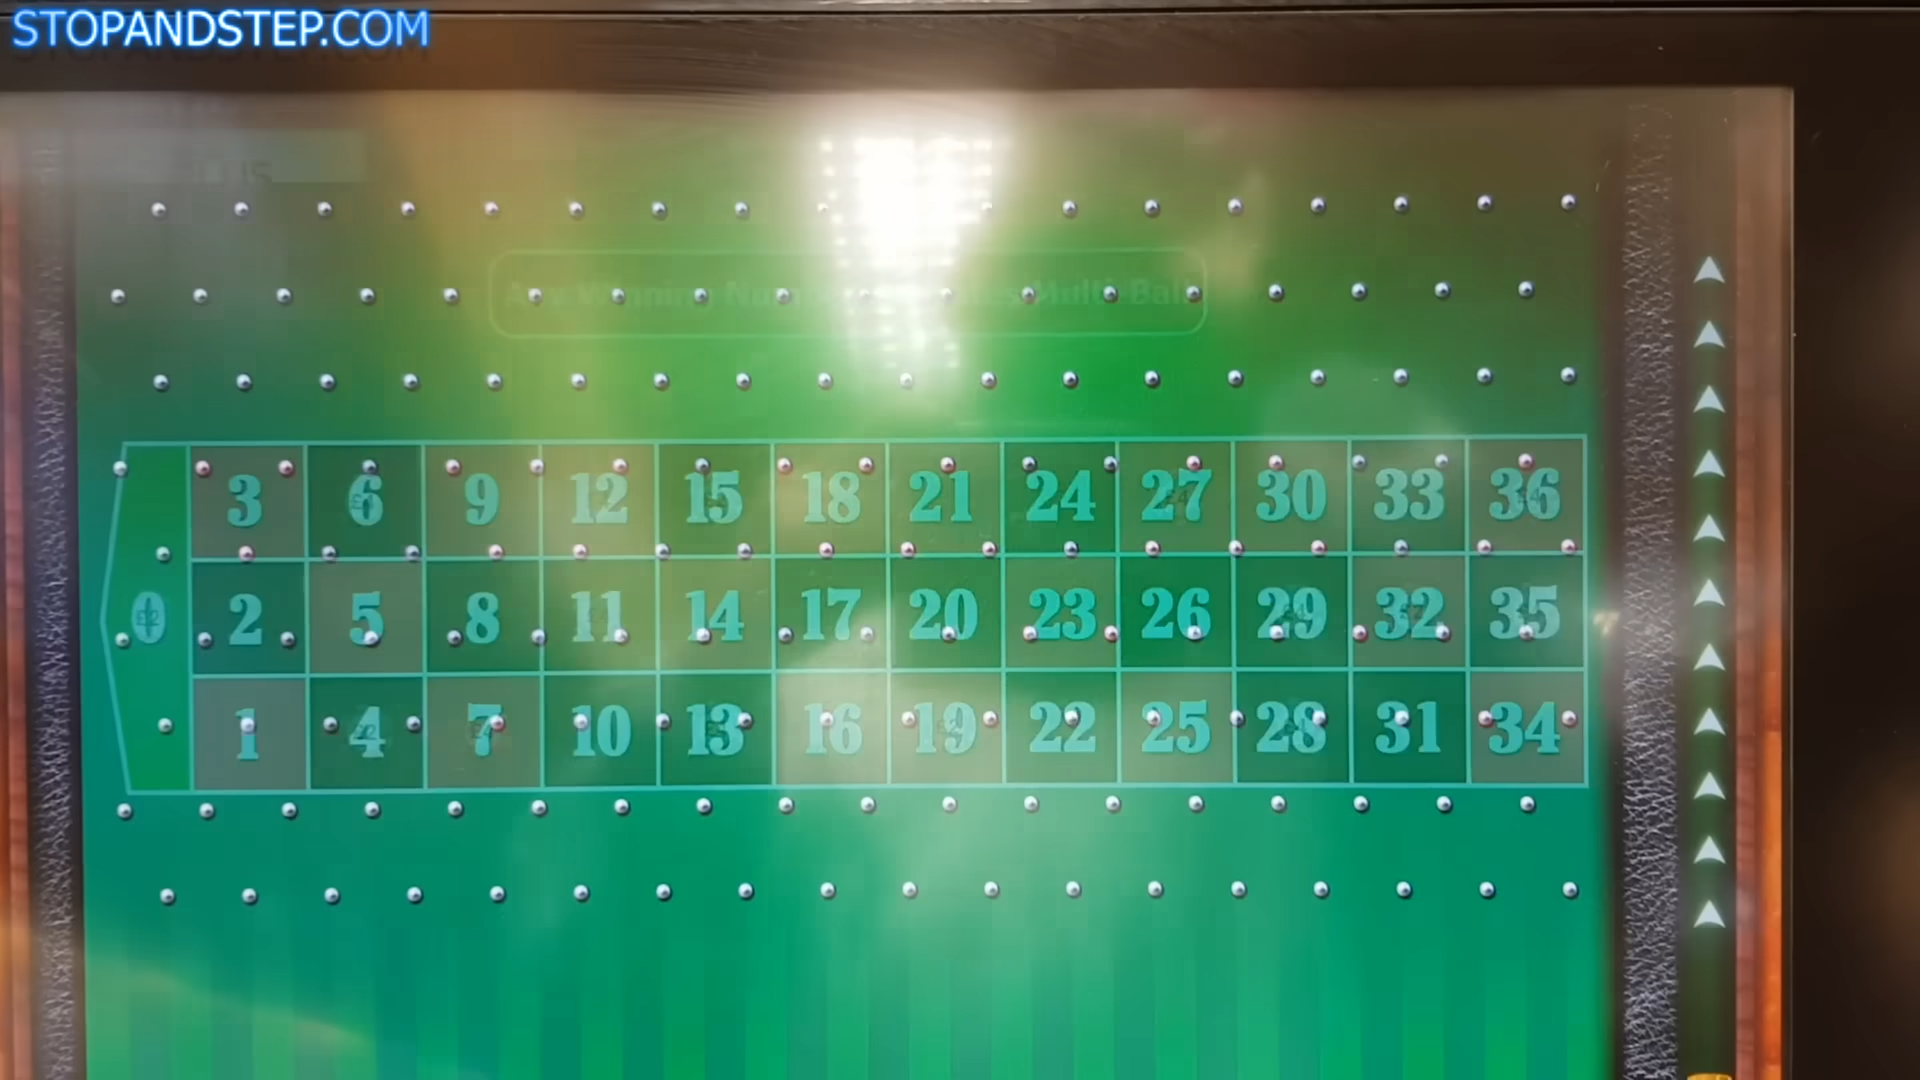 STOPANDSTEP.COM
Any Winning Multi-Ball
3 6 9 12 15 18 21 24 27 30 33 36
0 2 5 8 11 14 17 20 23 26 29 32 35
1 4 7 10 13 16 19 22 25 28 31 34